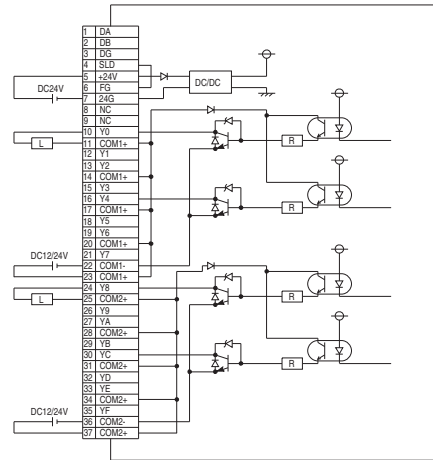 1 DA
2 DB
3 DG
4 SLD
5 +24V
6 FG
7 24G
8 NC
9 NC
10 Y0
11 COM1+
12 Y1
13 Y2
14 COM1+
15 Y3
16 Y4
17 COM1+
18 Y5
19 Y6
20 COM1+
21 Y7
22 COM1-
23 COM1+
24 Y8
25 COM2+
26 Y9
27 YA
28 COM2+
29 YB
30 YC
31 COM2+
32 YD
33 YE
34 COM2+
35 YF
36 COM2-
37 COM2+
DC24V
L
DC12/24V
L
DC12/24V
DC/DC
R
R
R
R